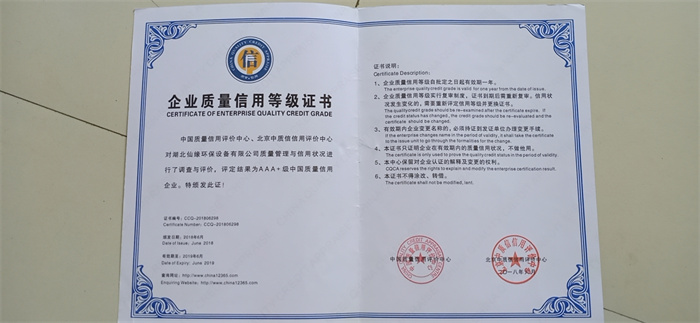 信
企业质量信用等级证书
CERTIFICATE OF ENTERPRISE QUALITY CREDIT GRADE
中国质量信用评价中心、北京中质信信用评价中心
对湖北仙缘环保设备有限公司质量管理与信用状况进行
了调查与评价，评定结果为AAA+级中国质量信用
企业。特颁发此证！
证书编号：CCQ-201806298
Certificate Number: CCQ-201806298
颁发日期：2018年6月
Date of Issue: June 2018
有效期至：2019年6月
Date of Expiry: June 2019
查询网址：http://www.china12365.com
Enquiring Website: http://www.china12365.com
证书说明：
Certificate Description:
1、企业质量信用等级自批定之日起有效期一年。
The enterprise quality credit grade is valid for one year from the date of issue.
2、企业质量信用等级实行复审制度，证书到期后需重新复审，信用状
况发生变化的，需要重新评定信用等级并更换证书。
The quality credit grade should be re-examined after the certificate expire. If
the credit status has changed, the credit grade should be re-evaluated and the
certificate should be changed.
3、有效期内企业变更名称的，必须持证到发证单位办理变更手续。
If the enterprise changes name in the period of validity, it shall take the certificate
to the issue unit to go through the formalities for the change.
4、本证书只证明企业在有效期内的质量信用状况，不做他用。
The certificate is only used to prove the quality credit status in the period of validity.
5、本中心保留对企业认证的解释及变更的权利。
CQCA reserves the rights to explain and modify the enterprise certification result.
6、本证书不得涂改、转借。
The certificate shall not be modified, lent.
中国质量信用评价中心
北京中质信信用评价中心